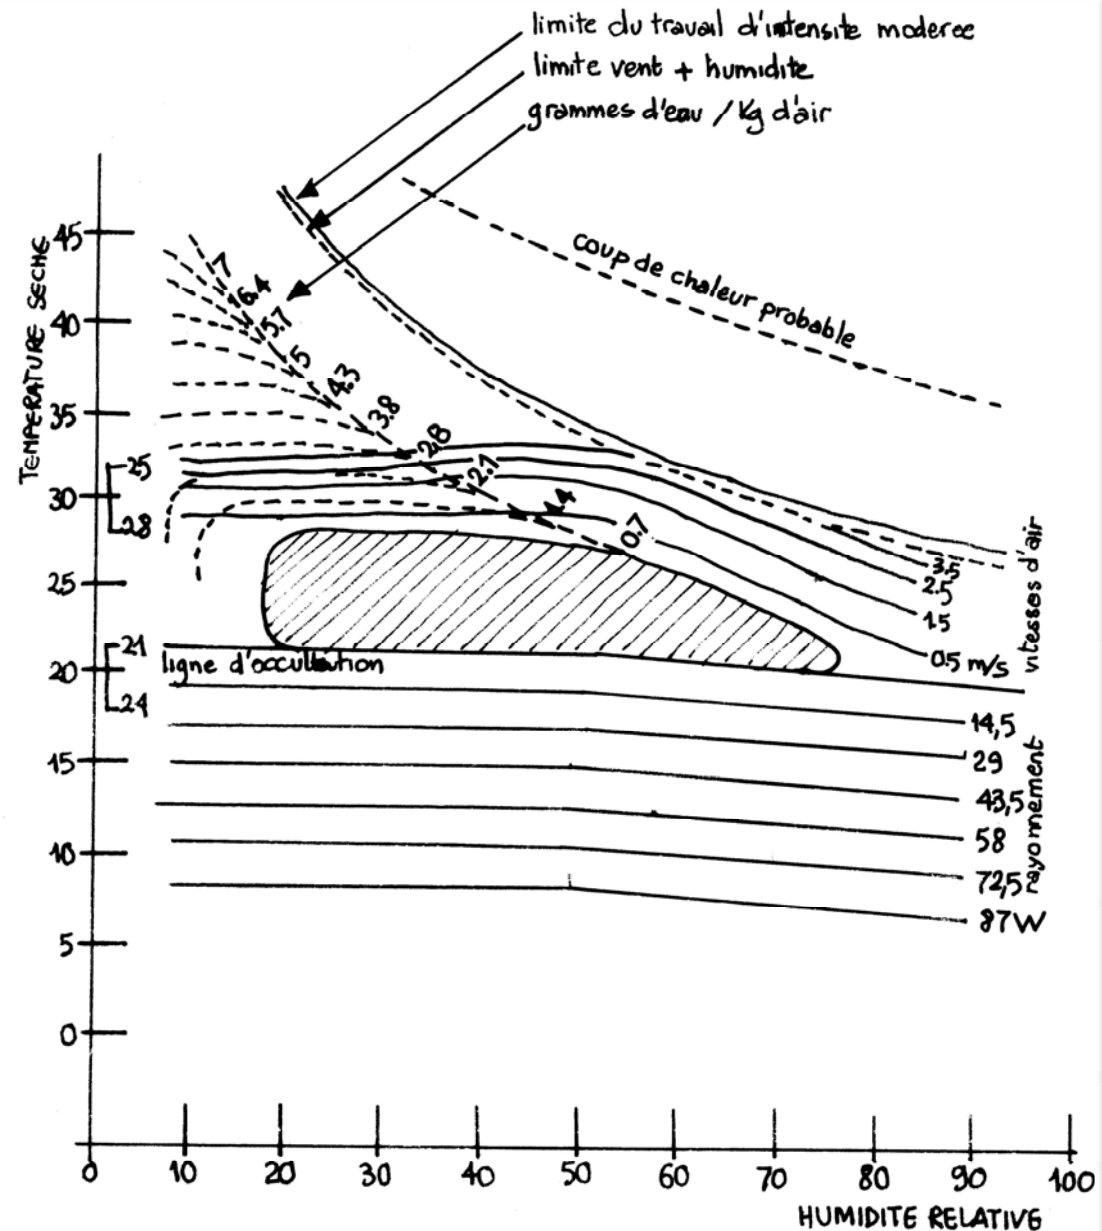 limite du travail d'intensite moderee
limite vent + humidite
grammes d'eau / Kg d'air
coup de chaleur probable
TEMPERATURE SECHE
45
40
35
30
25
20
15
10
5
0
25
28
21
24
7
6.4
5.7
5
4.3
3.8
2.8
2.1
1.4
0.7
3.5
2.5
1.5
0.5 m/s
vitesses d'air
ligne d'occultation
14,5
29
43,5
58
72,5
87W
rayonnement
0 10 20 30 40 50 60 70 80 90 100
HUMIDITE RELATIVE